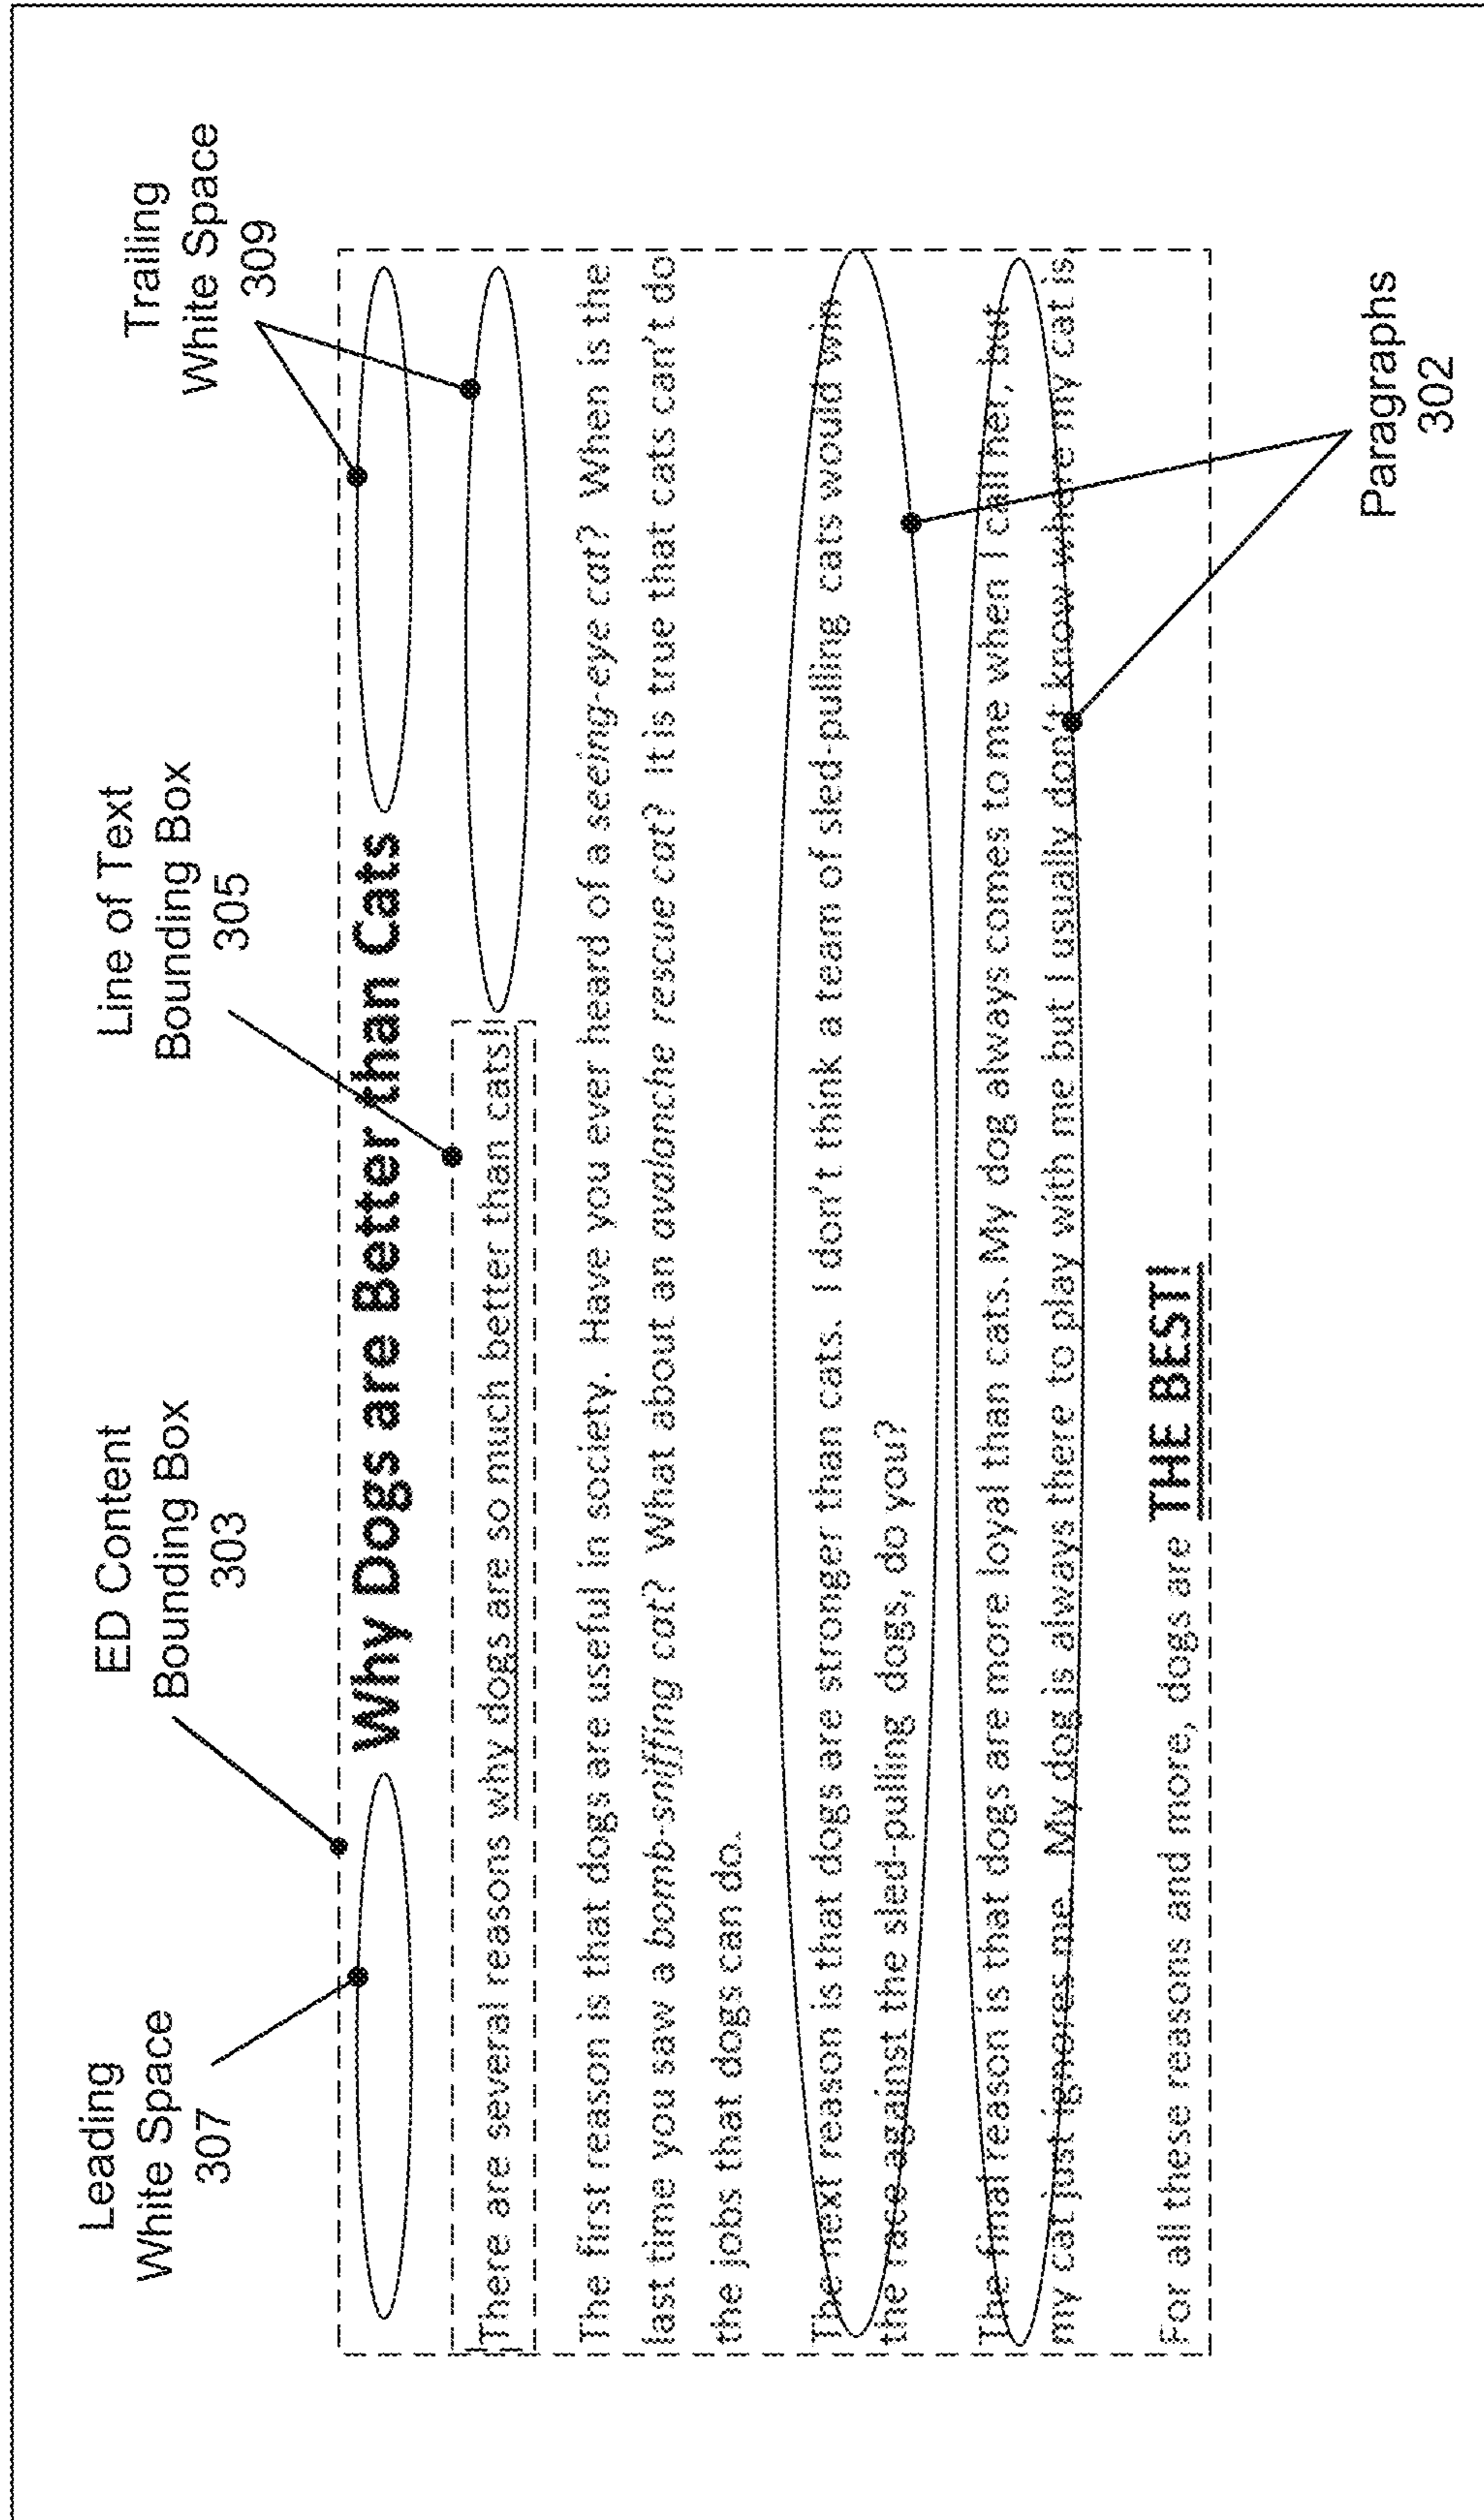 Leading
White Space
307
ED Content
Bounding Box
303
Line of Text
Bounding Box
305
Trailing
White Space
309
Why Dogs are Better than Cats
There are several reasons why dogs are so much better than cats!
The first reason is that dogs are useful in society. Have you ever heard of a seeing-eye cat? When is the
last time you saw a bomb-sniffing cat? What about an avalanche rescue cat? It is true that cats can't do
the jobs that dogs can do.
The next reason is that dogs are stronger than cats. I don't think a team of sled-pulling cats would win
the race against the sled-pulling dogs, do you?
The final reason is that dogs are more loyal than cats. My dog always comes to me when I call her, but
my cat just ignores me. My dog is always there to play with me but I usually don't know where my cat is.
For all these reasons and more, dogs are THE BEST!
Paragraphs
302